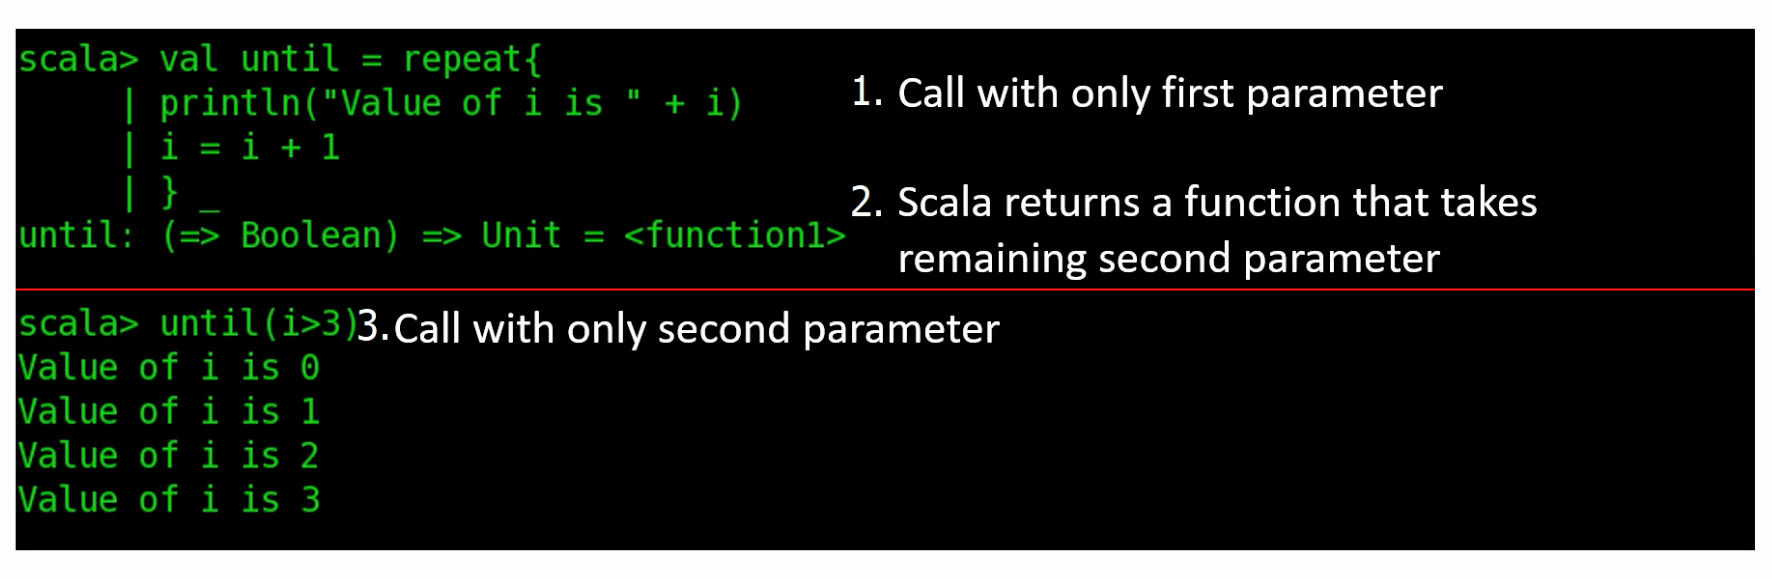 scala> val until = repeat{
| println("Value of i is " + i)
| i = i + 1
| } _
until: (=> Boolean) => Unit = <function1>
1. Call with only first parameter
2. Scala returns a function that takes
remaining second parameter
scala> until(i>3)
3.Call with only second parameter
Value of i is 0
Value of i is 1
Value of i is 2
Value of i is 3